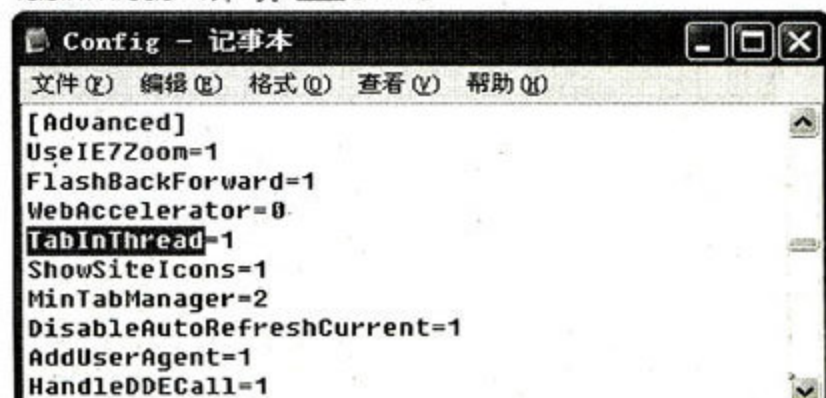 Config - 记事本
文件(F) 编辑(E) 格式(O) 查看(V) 帮助(H)
[Advanced]
UseIE7Zoom=1
FlashBackForward=1
WebAccelerator=0
TabInThread=1
ShowSiteIcons=1
MinTabManager=2
DisableAutoRefreshCurrent=1
AddUserAgent=1
HandleDDECall=1